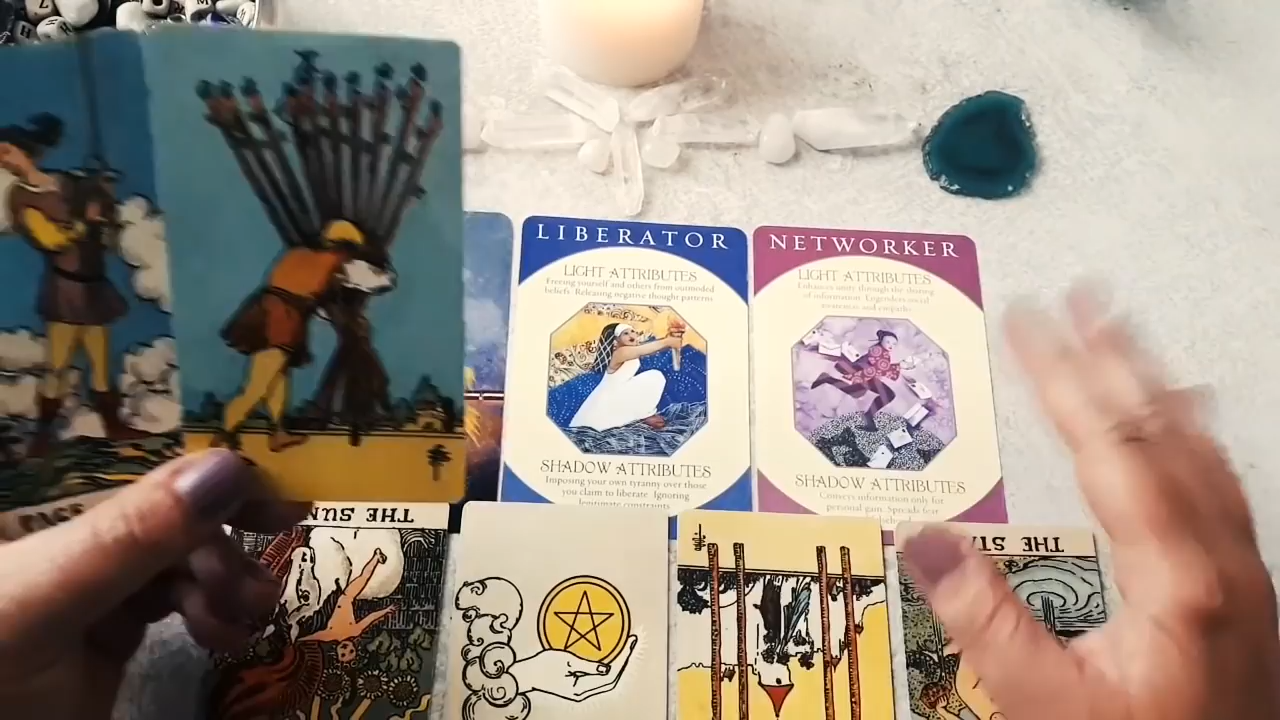 LIBERATOR
LIGHT ATTRIBUTES
Freeing yourself and others from outmoded
beliefs. Releasing negative thought patterns
SHADOW ATTRIBUTES
Imposing your own tyranny over those
you claim to liberate. Ignoring
legitimate constraints
NETWORKER
LIGHT ATTRIBUTES
Enhances unity through the sharing
of information. Engenders social
awareness and empathy
SHADOW ATTRIBUTES
Conveys information only for
personal gain. Spreads fear
PAGE
THE SUN
THE STA